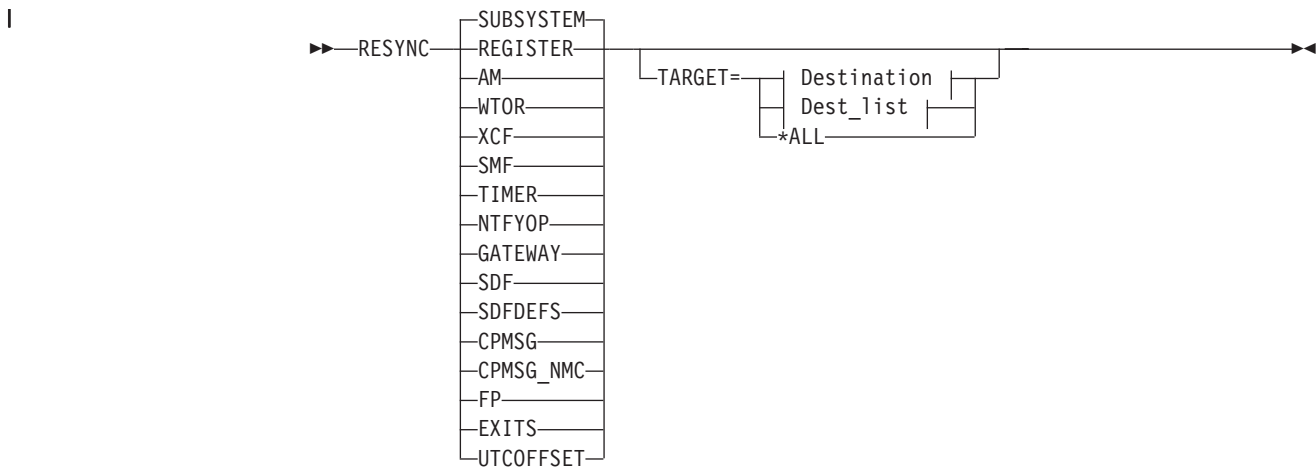 SUBSYSTEM
RESYNC REGISTER
TARGET= Destination
AM
Dest_list
WTOR
*ALL
XCF
SMF
TIMER
NTFYOP
GATEWAY
SDF
SDFDEFS
CPMSG
CPMSG_NMC
FP
EXITS
UTCOFFSET